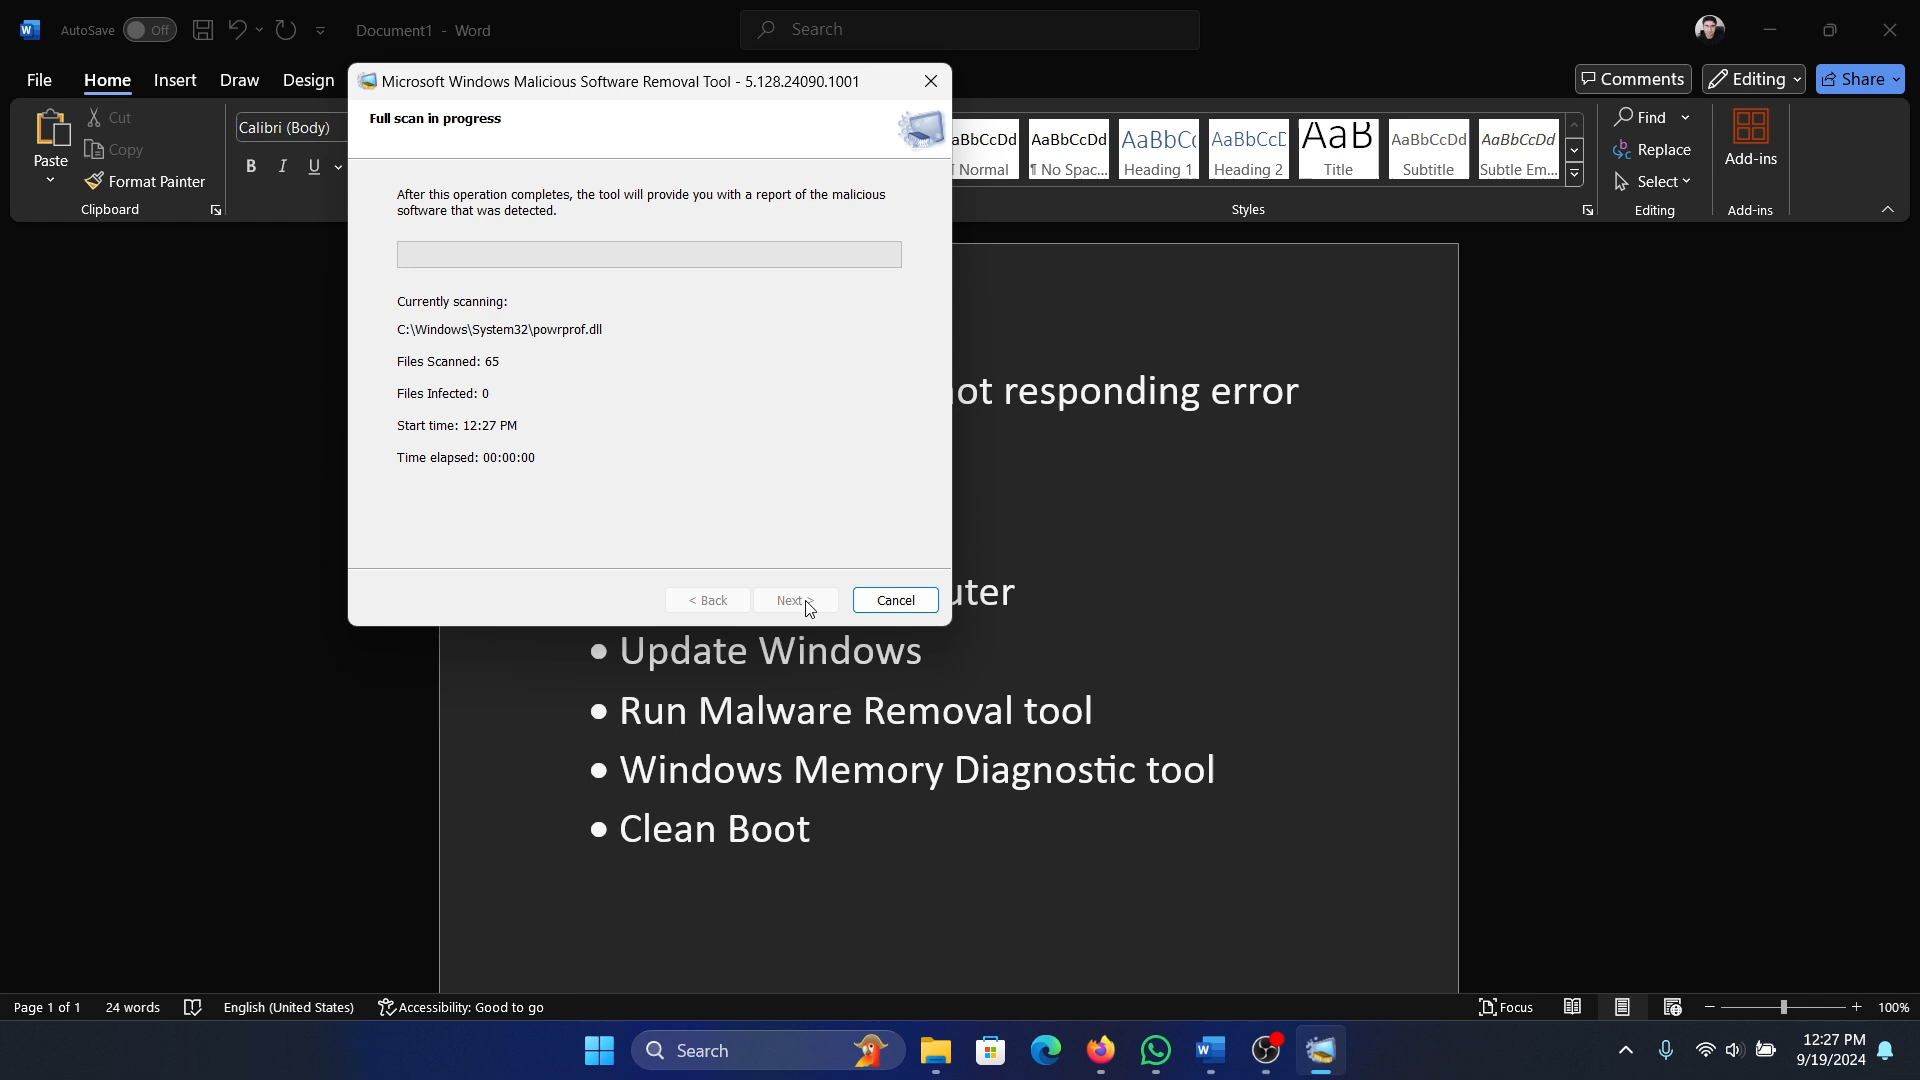 AutoSave Off Document1 - Word Search
File Home Insert Draw Design Comments Editing Share
Paste Cut Copy Format Painter Clipboard
Calibri (Body)
B I U
Normal ¶ No Spac... Heading 1 Heading 2 Title Subtitle Subtle Em...
AaBbCcDd AaBbCcDd AaB AaBbCcDd AaBbCcDd
Styles
Find Replace Select Editing
Add-ins
Add-ins
Microsoft Windows Malicious Software Removal Tool - 5.128.24090.1001
Full scan in progress
After this operation completes, the tool will provide you with a report of the malicious
software that was detected.
Currently scanning:
C:\Windows\System32\powrprof.dll
Files Scanned: 65
Files Infected: 0
Start time: 12:27 PM
Time elapsed: 00:00:00
< Back Next > Cancel
not responding error
• Update Windows
• Run Malware Removal tool
• Windows Memory Diagnostic tool
• Clean Boot
Page 1 of 1 24 words English (United States) Accessibility: Good to go Focus 100%
Search
12:27 PM
9/19/2024